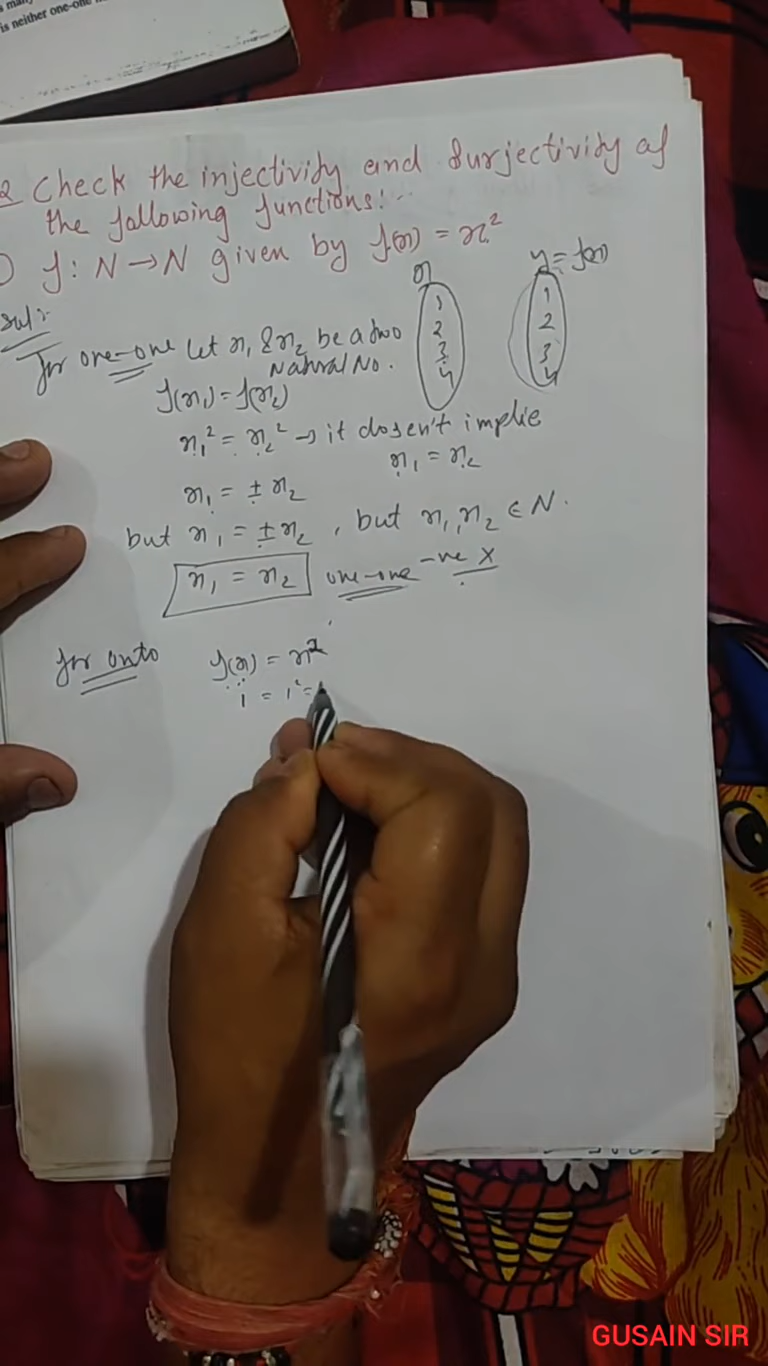 is neither one-one
2 Check the injectivity and Surjectivity of
the following functions:-
) f: N → N given by f(x) = x²
Sol:-
x
1
2
3
4
y = f(x)
1
2
3
4
for one-one Let x₁ & x₂ be a two
Natural No.
f(x₁) = f(x₂)
x₁² = x₂² → it dosen't implie
x₁ = x₂
x₁ = ± x₂
but x₁ = ± x₂ , but x₁, x₂ ∈ N.
x₁ = x₂ one-one -ve X
for onto f(x) = x²
1 = 1² =
GUSAIN SIR